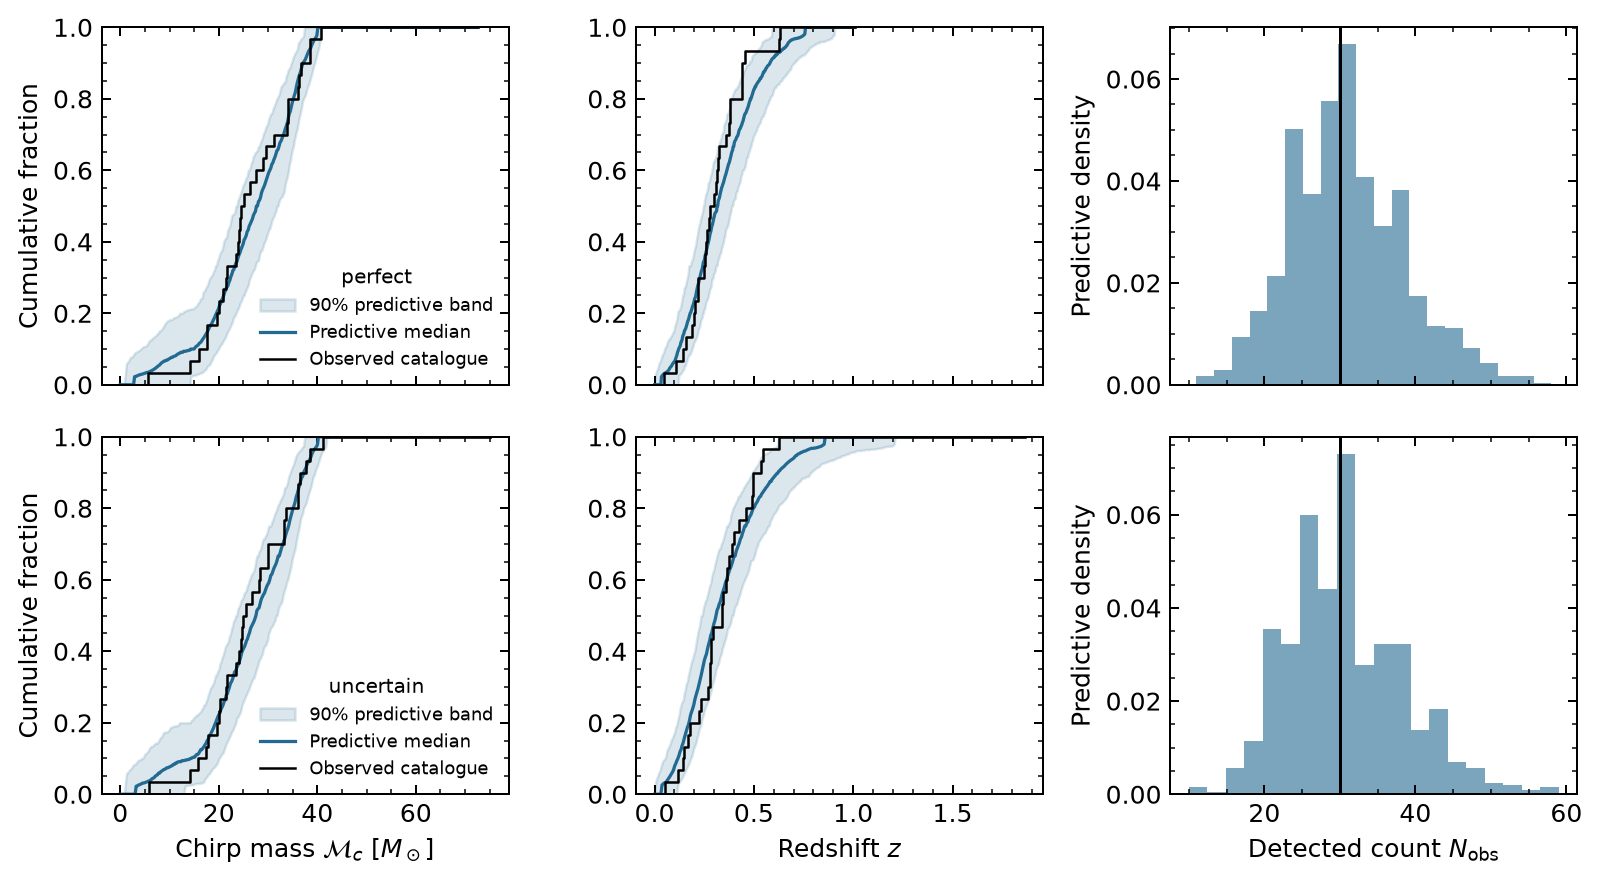 1.0
0.8
0.6
0.4
0.2
0.0
Cumulative fraction
perfect
90% predictive band
Predictive median
Observed catalogue
1.0
0.8
0.6
0.4
0.2
0.0
0.06
0.04
0.02
0.00
Predictive density
1.0
0.8
0.6
0.4
0.2
0.0
Cumulative fraction
uncertain
90% predictive band
Predictive median
Observed catalogue
0 20 40 60
Chirp mass ℳc [M⊙]
1.0
0.8
0.6
0.4
0.2
0.0
0.0 0.5 1.0 1.5
Redshift z
0.06
0.04
0.02
0.00
Predictive density
20 40 60
Detected count Nobs